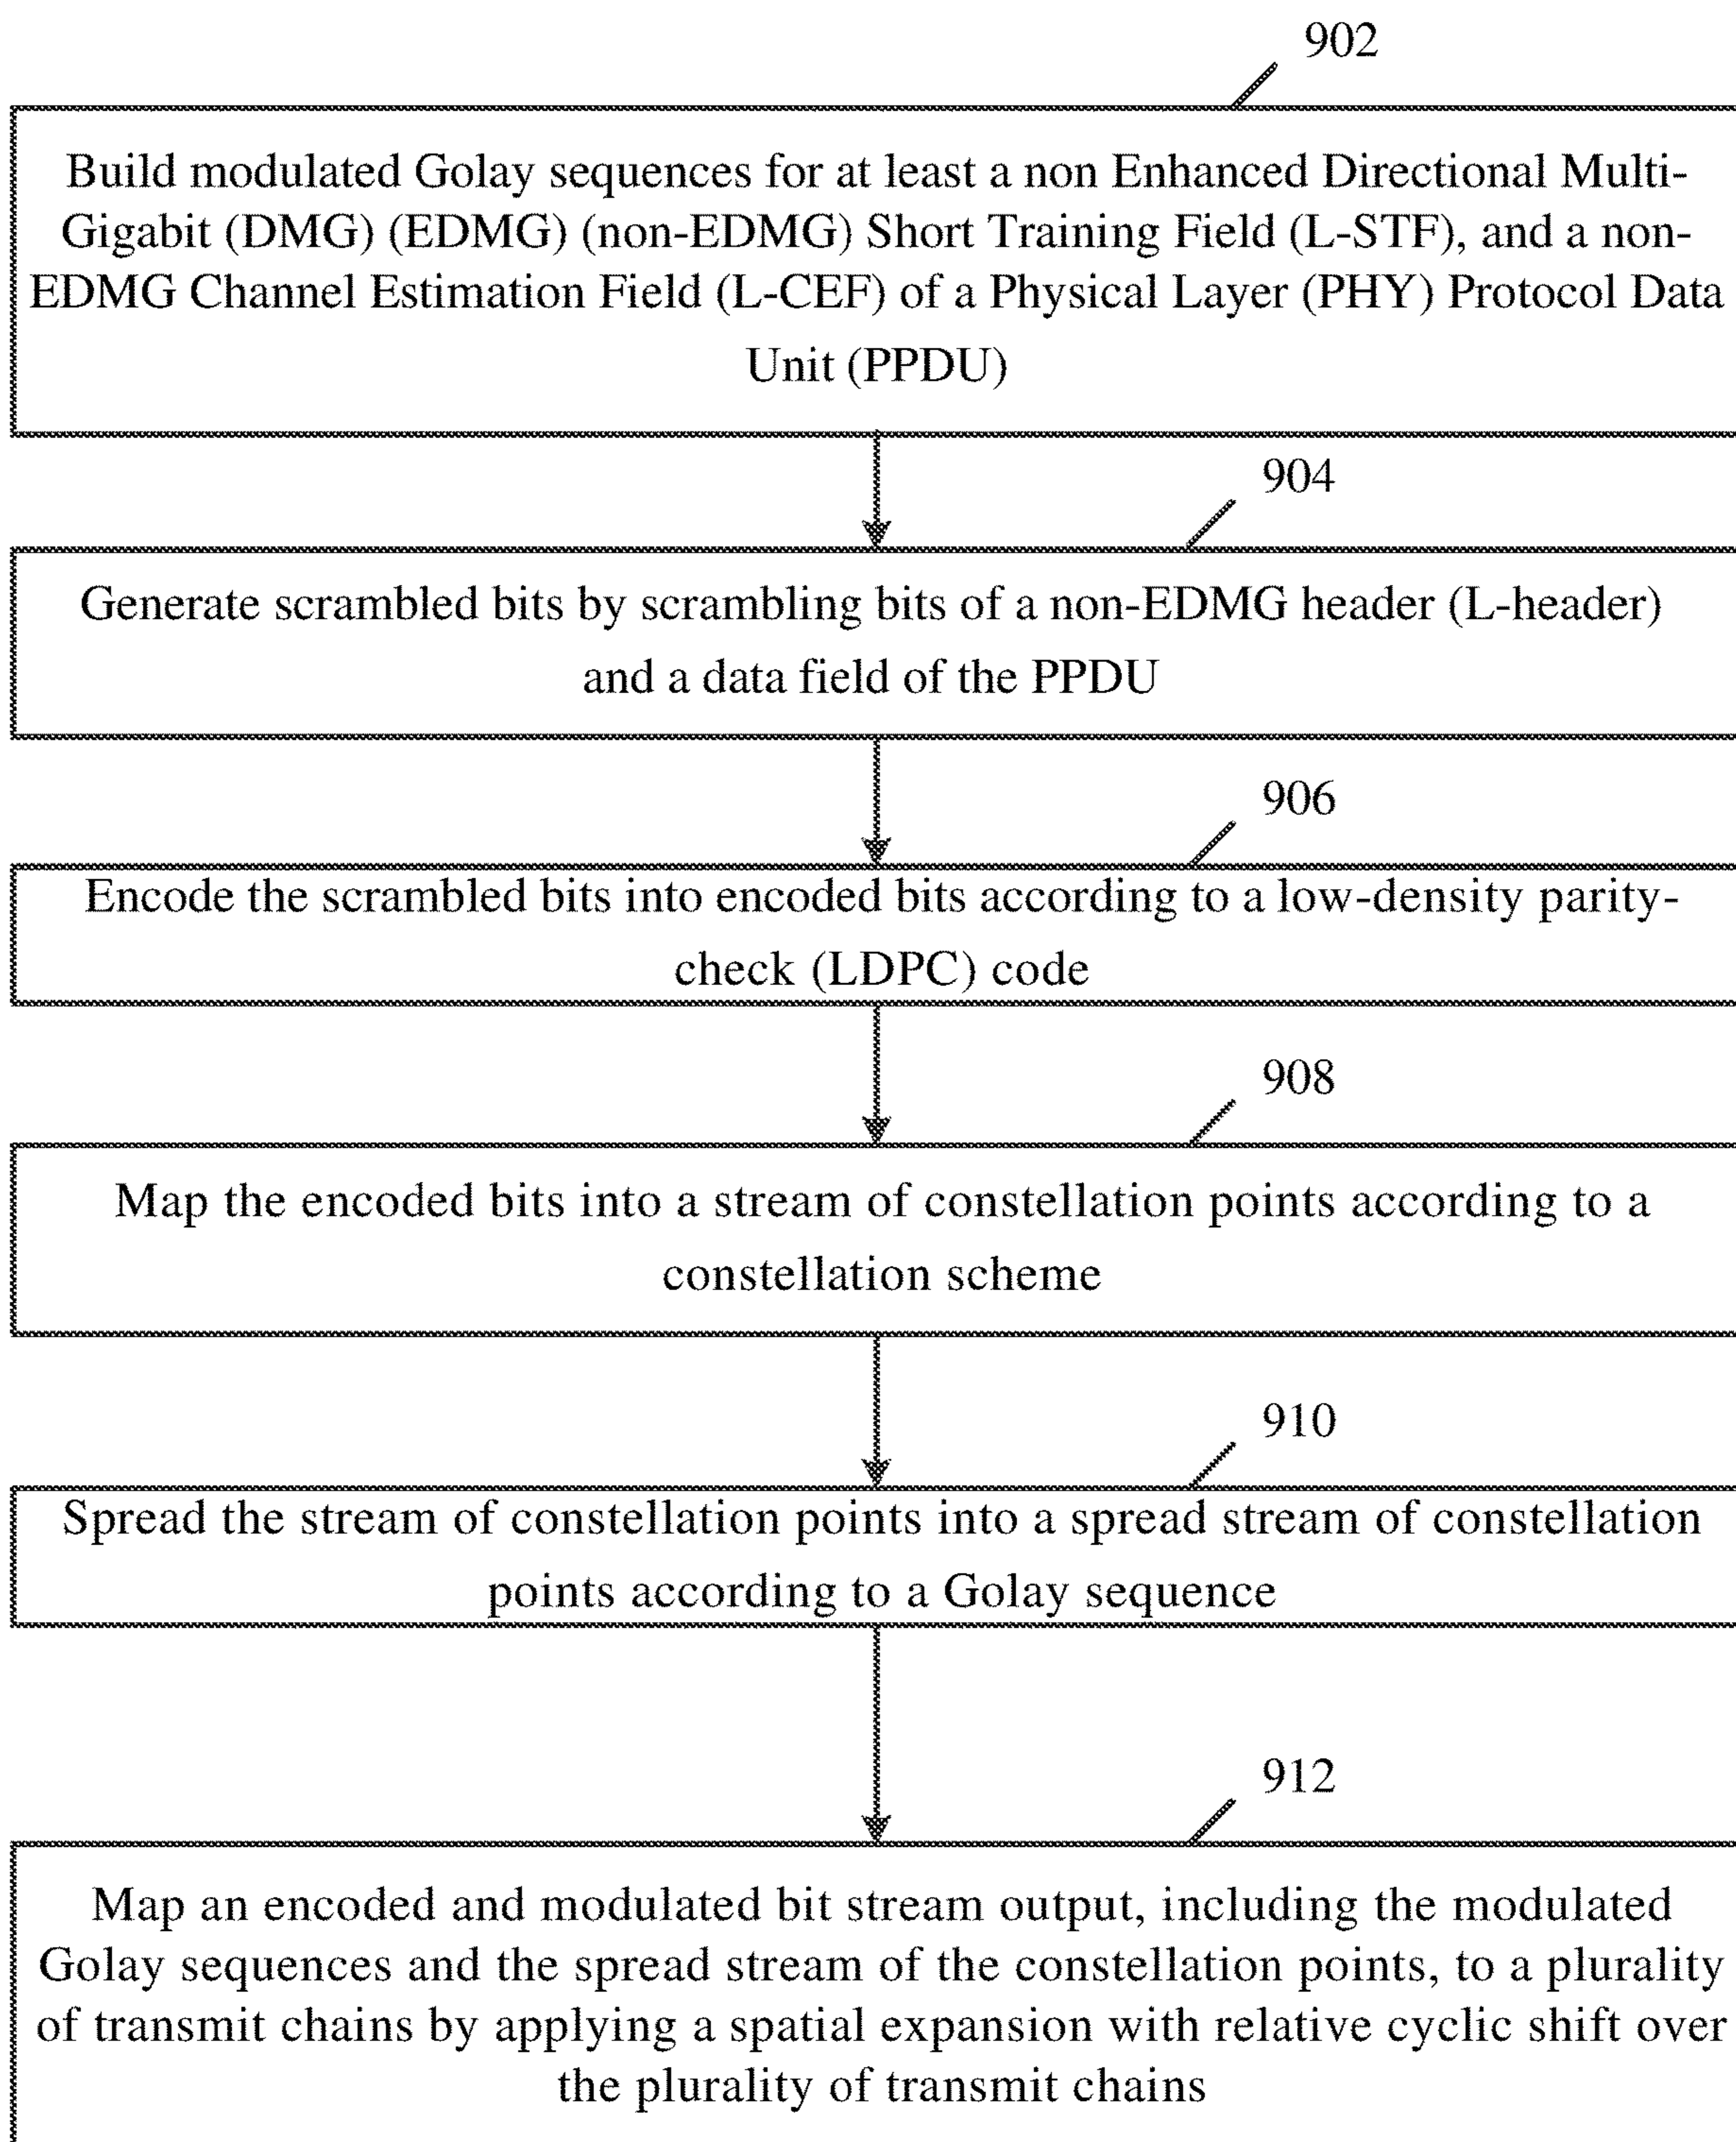 902
Build modulated Golay sequences for at least a non Enhanced Directional Multi-
Gigabit (DMG) (EDMG) (non-EDMG) Short Training Field (L-STF), and a non-
EDMG Channel Estimation Field (L-CEF) of a Physical Layer (PHY) Protocol Data
Unit (PPDU)
904
Generate scrambled bits by scrambling bits of a non-EDMG header (L-header)
and a data field of the PPDU
906
Encode the scrambled bits into encoded bits according to a low-density parity-
check (LDPC) code
908
Map the encoded bits into a stream of constellation points according to a
constellation scheme
910
Spread the stream of constellation points into a spread stream of constellation
points according to a Golay sequence
912
Map an encoded and modulated bit stream output, including the modulated
Golay sequences and the spread stream of the constellation points, to a plurality
of transmit chains by applying a spatial expansion with relative cyclic shift over
the plurality of transmit chains